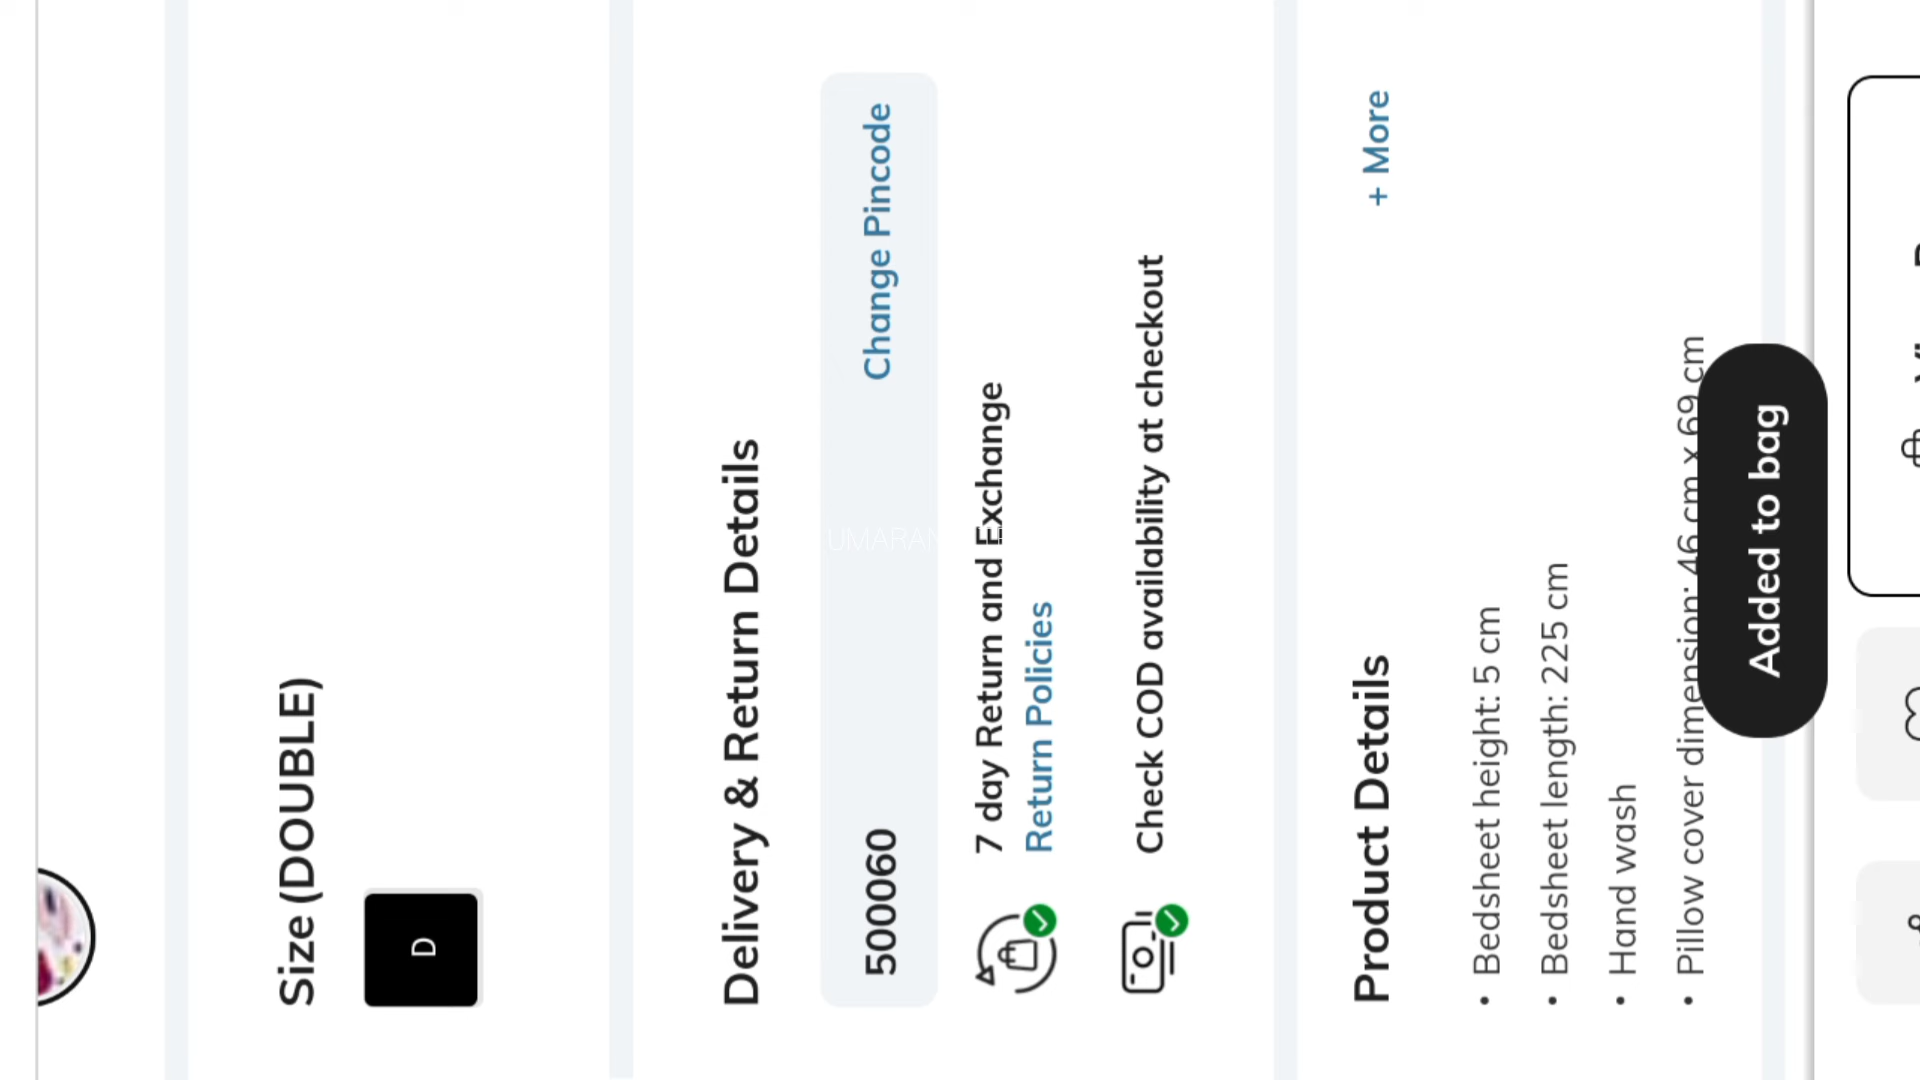 Size (DOUBLE)
D
Delivery & Return Details
500060 Change Pincode
7 day Return and Exchange
Return Policies
Check COD availability at checkout
Product Details + More
• Bedsheet height: 5 cm
• Bedsheet length: 225 cm
• Hand wash
• Pillow cover dimension: 46 cm x 69 cm
Added to bag